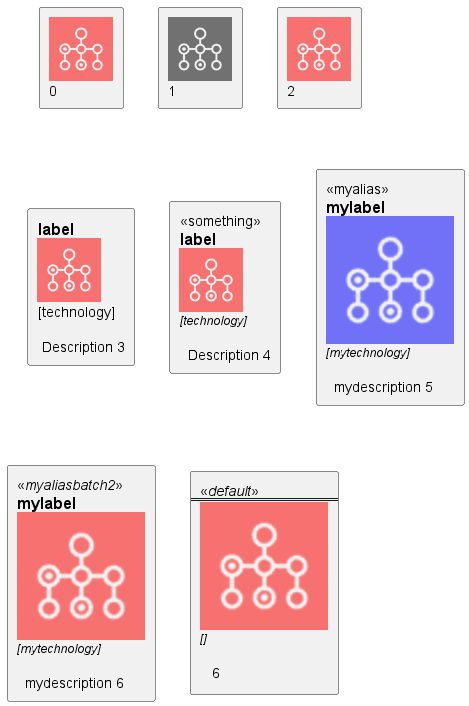 0
1
2
label
[technology]
Description 3
«something»
label
[technology]
Description 4
«myalias»
mylabel
[mytechnology]
mydescription 5
«myaliasbatch2»
mylabel
[mytechnology]
mydescription 6
«default»
[]
6